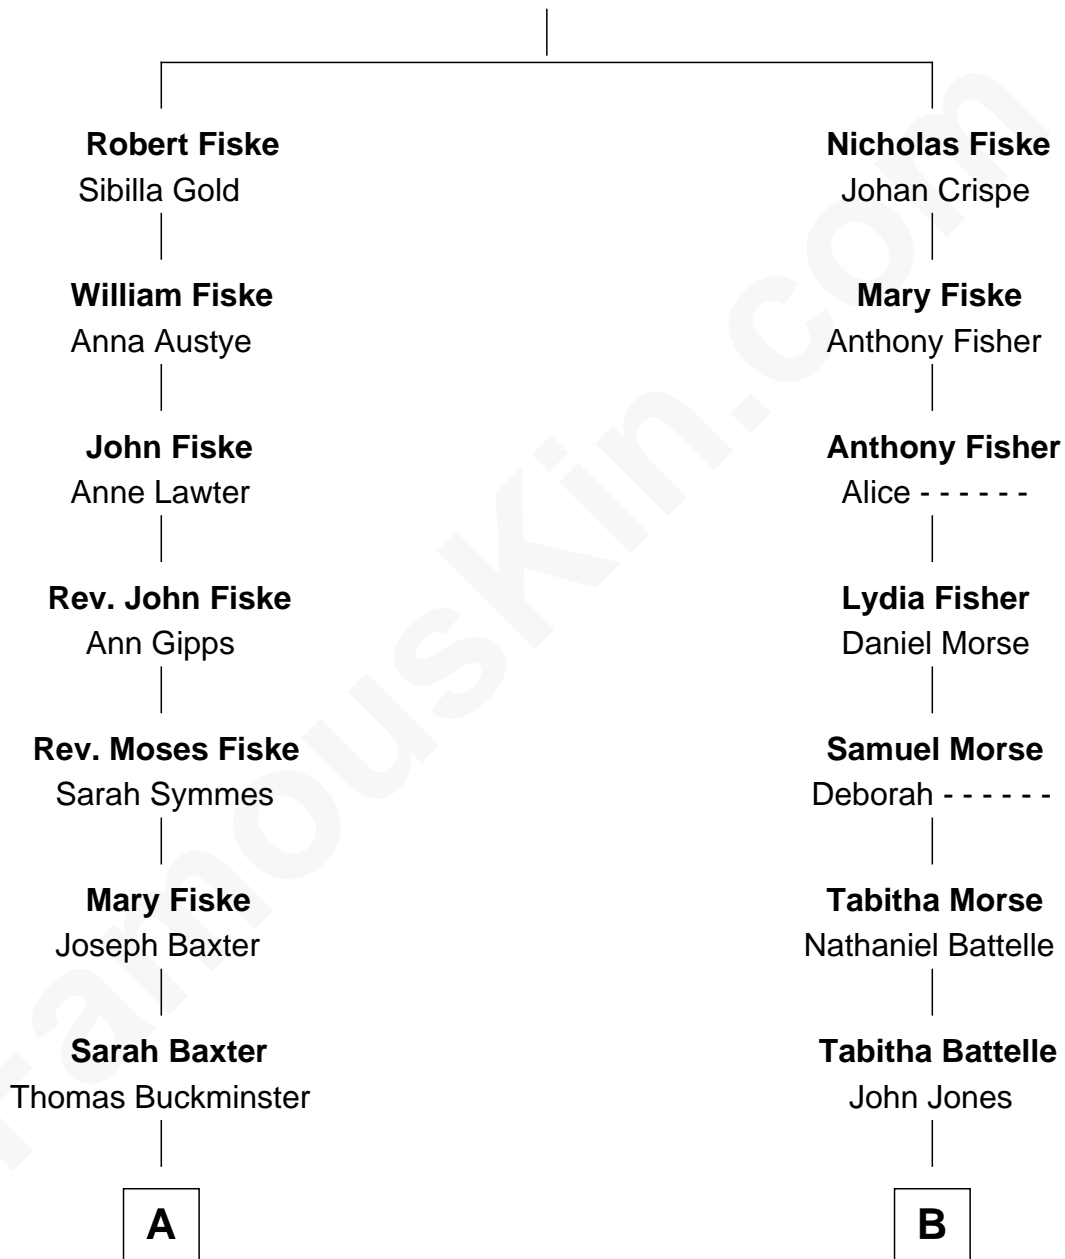 Robert Fiske
Sibilla Gold
William Fiske
Anna Austye
John Fiske
Anne Lawter
Rev. John Fiske
Ann Gipps
Rev. Moses Fiske
Sarah Symmes
Mary Fiske
Joseph Baxter
Sarah Baxter
Thomas Buckminster
A
Nicholas Fiske
Johan Crispe
Mary Fiske
Anthony Fisher
Anthony Fisher
Alice - - - - - -
Lydia Fisher
Daniel Morse
Samuel Morse
Deborah - - - - - -
Tabitha Morse
Nathaniel Battelle
Tabitha Battelle
John Jones
B
FamousKin.com